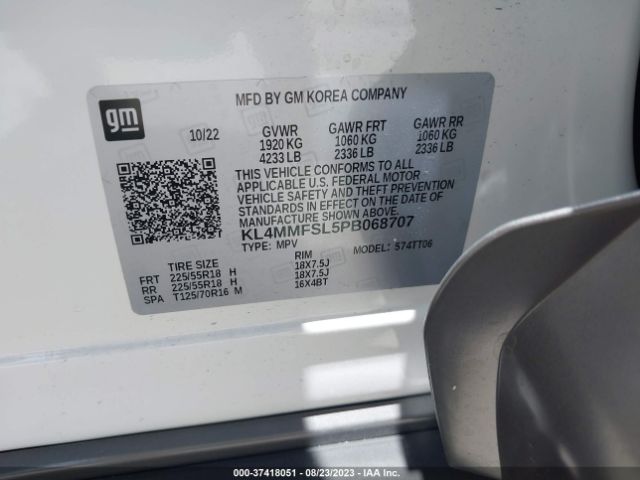 gm
MFD BY GM KOREA COMPANY
10/22 GVWR GAWR FRT GAWR RR
1920 KG 1060 KG 1060 KG
4233 LB 2336 LB 2336 LB
THIS VEHICLE CONFORMS TO ALL
APPLICABLE U.S. FEDERAL MOTOR
VEHICLE SAFETY AND THEFT PREVENTION
STANDARDS IN EFFECT ON THE DATE OF
MANUFACTURE SHOWN ABOVE.
KL4MMFSL5PB068707
TYPE: MPV MODEL: 574TT06
TIRE SIZE RIM
FRT 225/55R18 H 18X7.5J
RR 225/55R18 H 18X7.5J
SPA T125/70R16 M 16X4BT
000-37418051 - 08/23/2023 - IAA Inc.